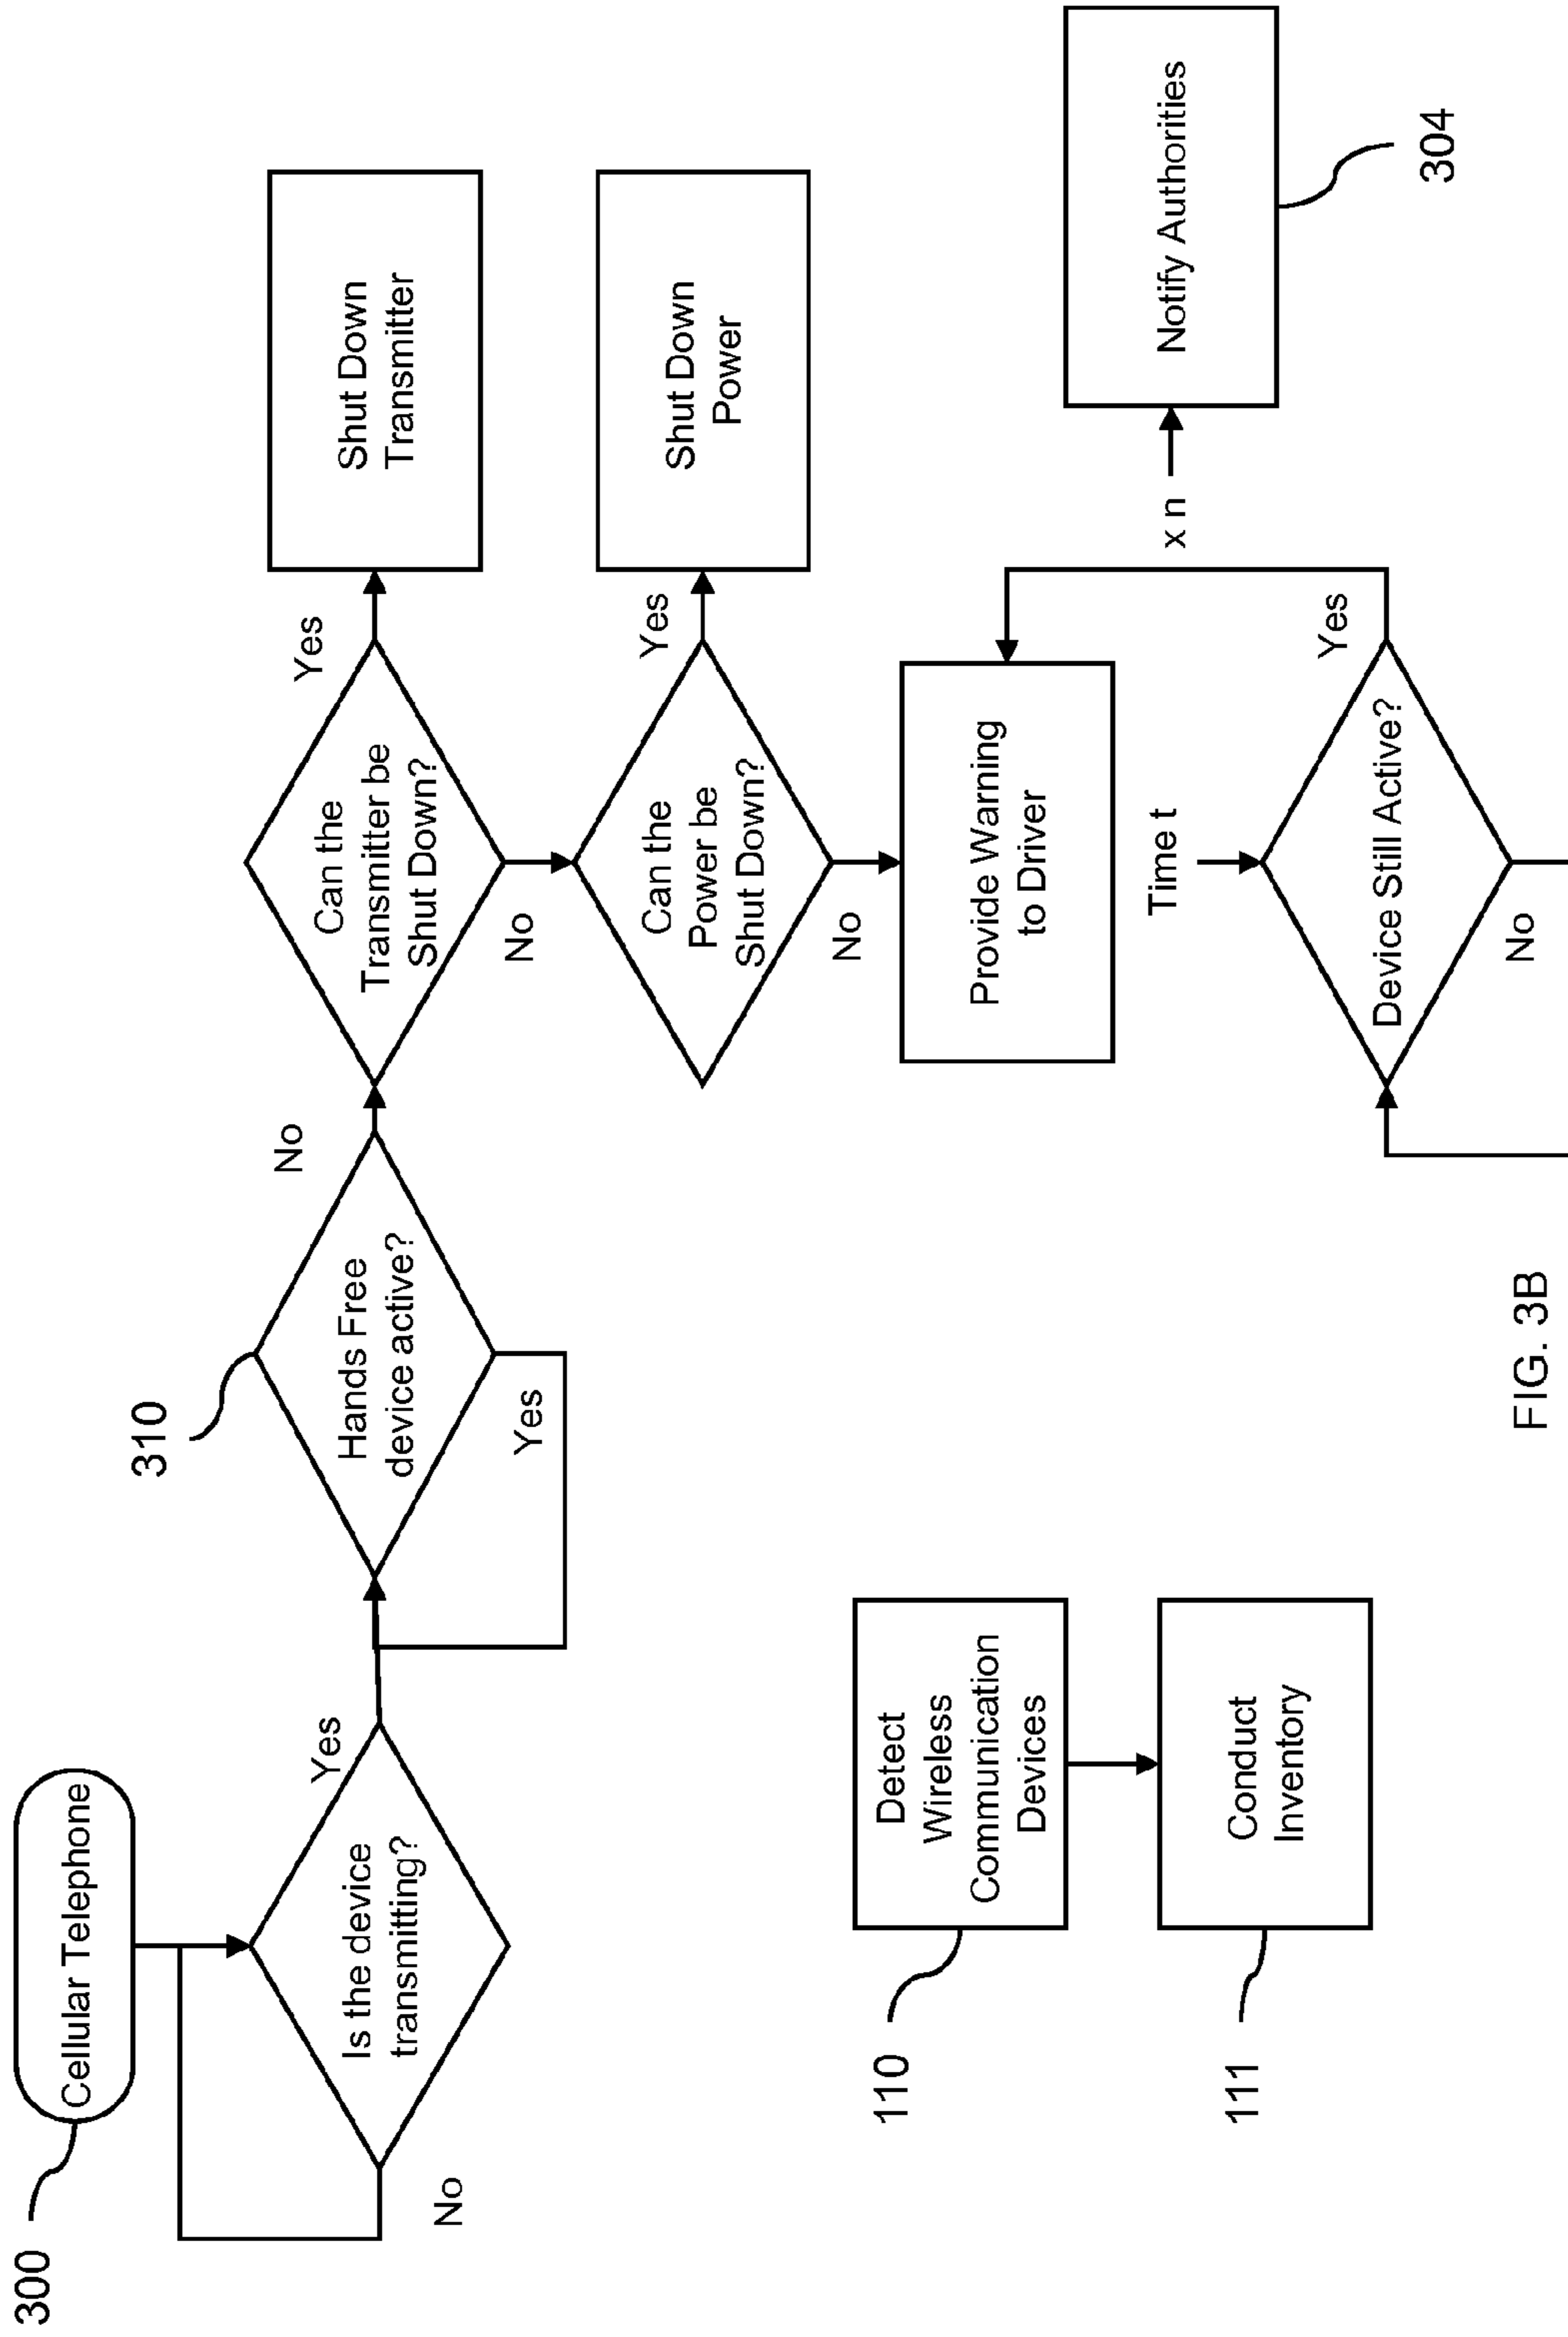 300
Cellular Telephone
Is the device
transmitting?
No
Yes
310
Hands Free
device active?
Yes
No
Can the
Transmitter be
Shut Down?
Yes
Shut Down
Transmitter
No
Can the
Power be
Shut Down?
Yes
Shut Down
Power
No
110
Detect
Wireless
Communication
Devices
111
Conduct
Inventory
Provide Warning
to Driver
Time t
x n
Notify Authorities
304
Device Still Active?
Yes
No
FIG. 3B